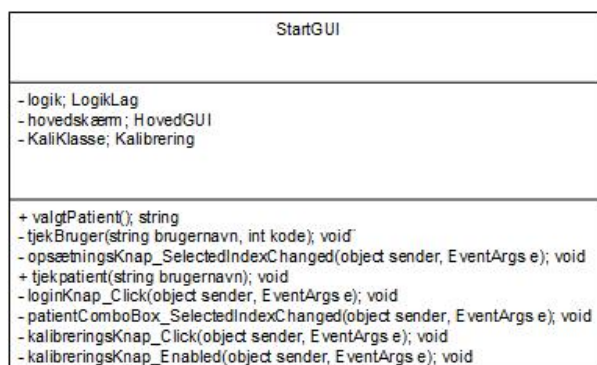 StartGUI
- logik; LogikLag
- hovedskærm; HovedGUI
- KaliKlasse; Kalibrering
+ valgtPatient(); string
- tjekBruger(string brugernavn, int kode); void¨
- opsætningsKnap_SelectedIndexChanged(object sender, EventArgs e); void
+ tjekpatient(string brugernavn); void
- loginKnap_Click(object sender, EventArgs e); void
- patientComboBox_SelectedIndexChanged(object sender, EventArgs e); void
- kalibreringsKnap_Click(object sender, EventArgs e); void
- kalibreringsKnap_Enabled(object sender, EventArgs e); void